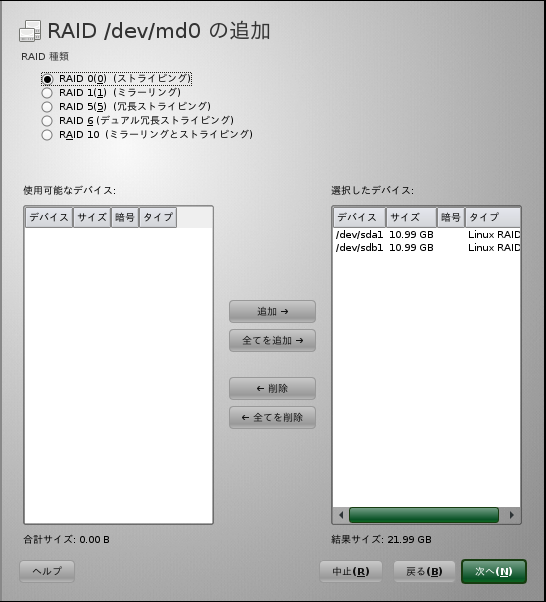 RAID /dev/md0 の追加
RAID 種類
RAID 0(0) (ストライピング)
RAID 1(1) (ミラーリング)
RAID 5(5) (冗長ストライピング)
RAID 6 (デュアル冗長ストライピング)
RAID 10 (ミラーリングとストライピング)
使用可能なデバイス: 選択したデバイス:
デバイス サイズ 暗号 タイプ デバイス サイズ 暗号 タイプ
/dev/sda1 10.99 GB Linux RAID
/dev/sdb1 10.99 GB Linux RAID
追加 →
全てを追加 →
← 削除
← 全てを削除
合計サイズ: 0.00 B 結果サイズ: 21.99 GB
ヘルプ 中止(R) 戻る(B) 次へ(N)